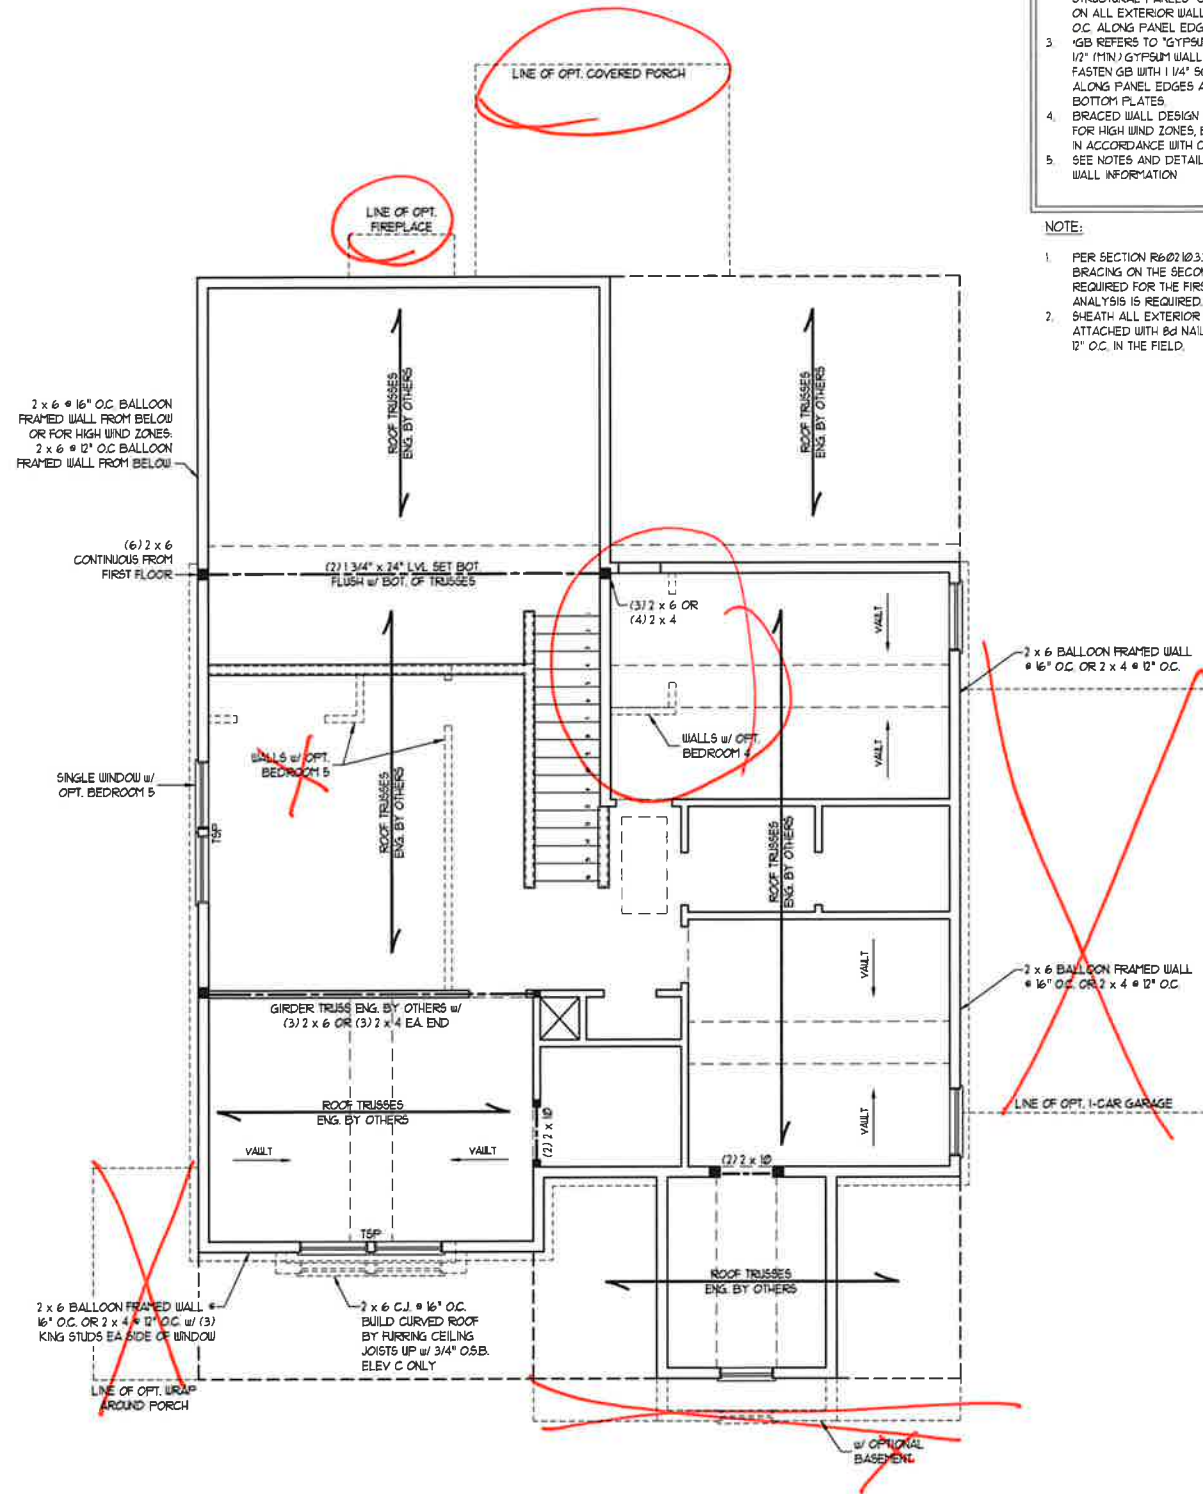 STRUCTURAL PANELS"
ON ALL EXTERIOR WALL
O.C. ALONG PANEL EDG
3. "GB REFERS TO "GYPSU
1/2" (MIN.) GYPSUM WALL
FASTEN GB WITH 1 1/4" S
ALONG PANEL EDGES A
BOTTOM PLATES.
4. BRACED WALL DESIGN
FOR HIGH WIND ZONES,
IN ACCORDANCE WITH
5. SEE NOTES AND DETAIL
WALL INFORMATION
NOTE:
1. PER SECTION R602.10.3
BRACING ON THE SECON
REQUIRED FOR THE FIRS
ANALYSIS IS REQUIRED.
2. SHEATH ALL EXTERIOR
ATTACHED WITH 8d NAIL
12" O.C. IN THE FIELD.
LINE OF OPT. COVERED PORCH
LINE OF OPT.
FIREPLACE
ROOF TRUSSES
ENG. BY OTHERS
ROOF TRUSSES
ENG. BY OTHERS
2 x 6 @ 16" O.C. BALLOON
FRAMED WALL FROM BELOW
OR FOR HIGH WIND ZONES:
2 x 6 @ 12" O.C. BALLOON
FRAMED WALL FROM BELOW
(6) 2 x 6
CONTINUOUS FROM
FIRST FLOOR
(2) 1 3/4" x 24" LVL SET BOT.
FLUSH w/ BOT. OF TRUSSES
(3) 2 x 6 OR
(4) 2 x 4
VAULT
2 x 6 BALLOON FRAMED WALL
@ 16" O.C. OR 2 x 4 @ 12" O.C.
WALLS w/ OPT.
BEDROOM 4
VAULT
WALLS w/ OPT.
BEDROOM 5
SINGLE WINDOW w/
OPT. BEDROOM 5
TSP
ROOF TRUSSES
ENG. BY OTHERS
ROOF TRUSSES
ENG. BY OTHERS
VAULT
2 x 6 BALLOON FRAMED WALL
@ 16" O.C. OR 2 x 4 @ 12" O.C.
GIRDER TRUSS ENG. BY OTHERS w/
(3) 2 x 6 OR (3) 2 x 4 EA. END
ROOF TRUSSES
ENG. BY OTHERS
VAULT
VAULT
(2) 2 x 10
VAULT
LINE OF OPT. 1-CAR GARAGE
(2) 2 x 10
TSP
ROOF TRUSSES
ENG. BY OTHERS
2 x 6 BALLOON FRAMED WALL @
16" O.C. OR 2 x 4 @ 12" O.C. w/ (3)
KING STUDS EA SIDE OF WINDOW
2 x 6 C.J. @ 16" O.C.
BUILD CURVED ROOF
BY FURRING CEILING
JOISTS UP w/ 3/4" O.S.B.
ELEV C ONLY
LINE OF OPT. WRAP
AROUND PORCH
w/ OPTIONAL
BASEMENT